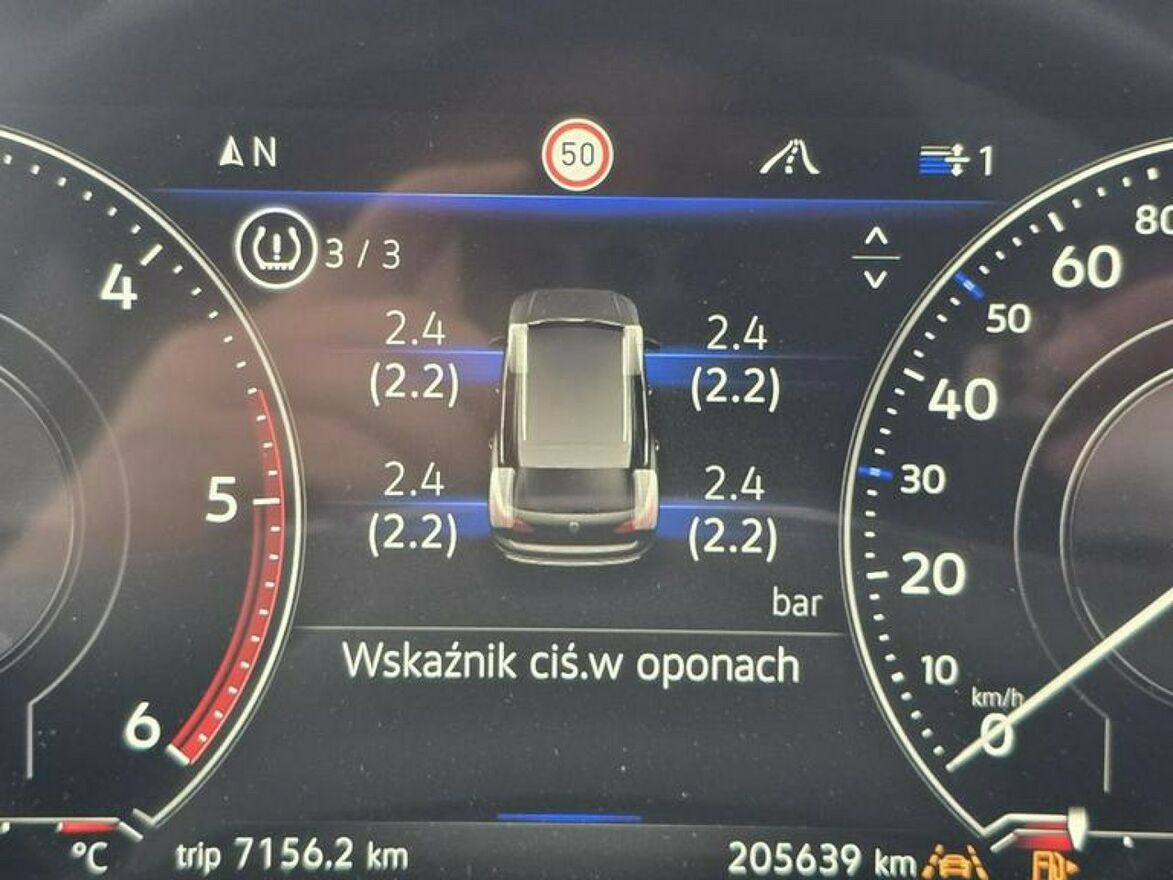 N 50 1
3 / 3
4 80
60
50
2.4 2.4
(2.2) (2.2)
40
5 30
2.4 2.4
(2.2) (2.2)
20
bar
Wskaźnik ciś.w oponach
10
km/h
6 0
°C trip 7156.2 km 205639 km